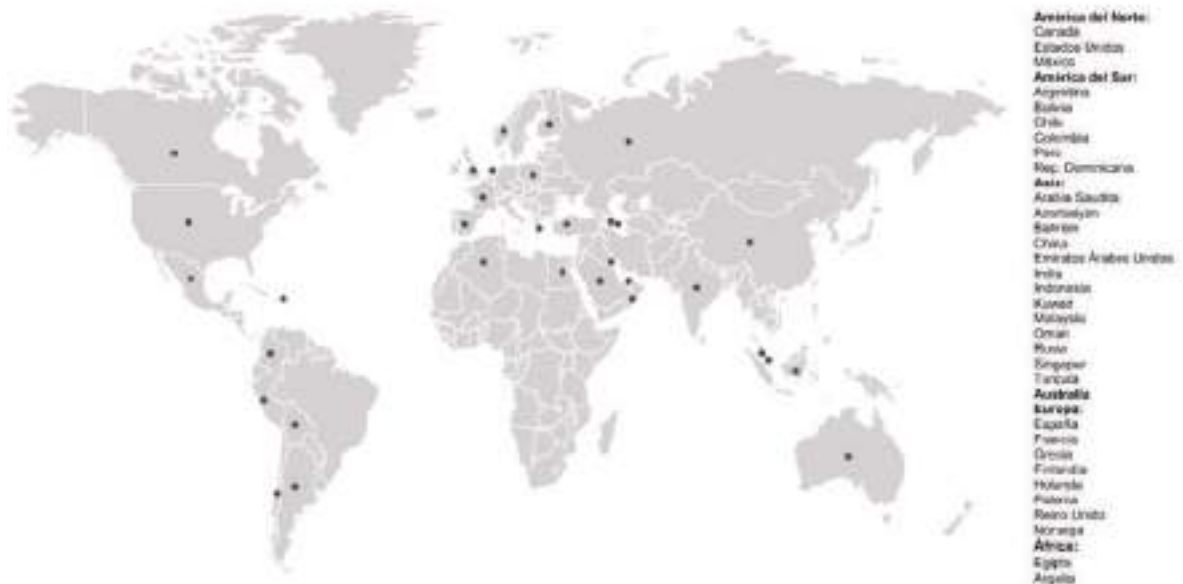 América del Norte:
Canadá
Estados Unidos
México
América del Sur:
Argentina
Bolivia
Chile
Colombia
Perú
Rep. Dominicana
Asia:
Arabia Saudita
Azerbaiyán
Bahréin
China
Emiratos Árabes Unidos
India
Indonesia
Kuwait
Malaysia
Omán
Rusia
Singapur
Turquía
Australia
Europa:
España
Francia
Grecia
Finlandia
Holanda
Polonia
Reino Unido
Noruega
África:
Egipto
Argelia